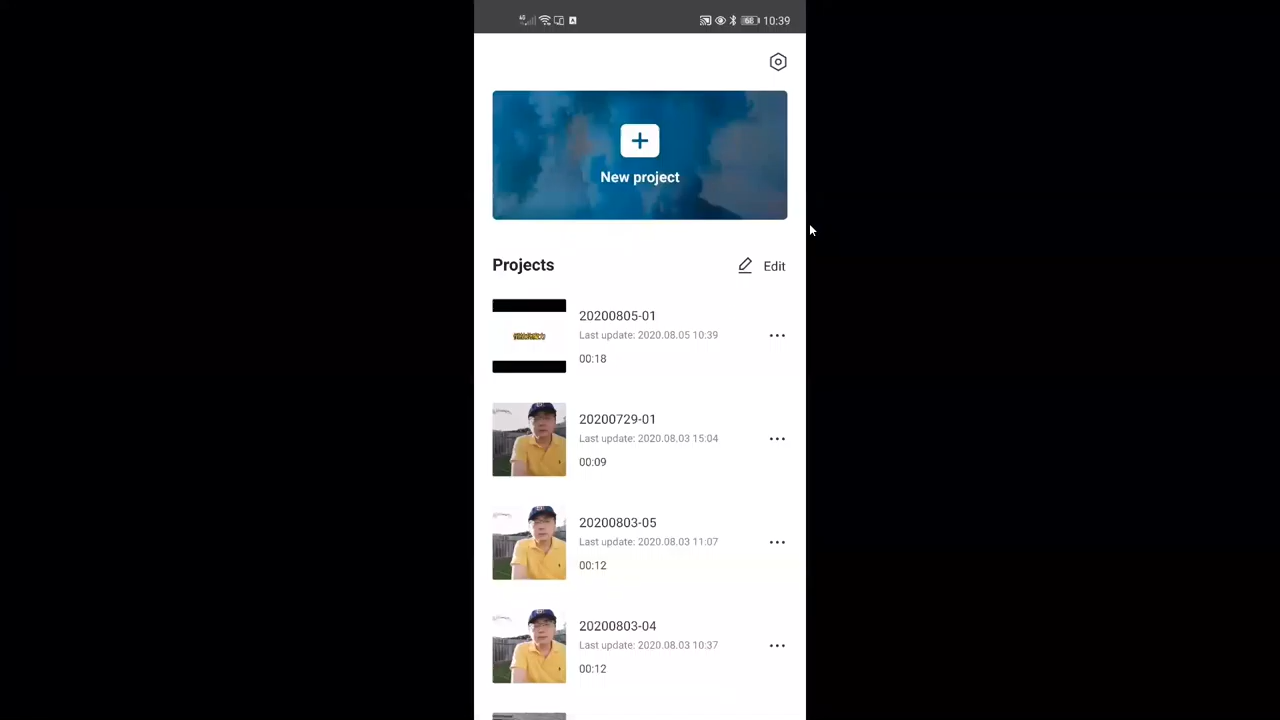 4G 68 10:39
New project
Projects
Edit
20200805-01
Last update: 2020.08.05 10:39
00:18
20200729-01
Last update: 2020.08.03 15:04
00:09
20200803-05
Last update: 2020.08.03 11:07
00:12
20200803-04
Last update: 2020.08.03 10:37
00:12